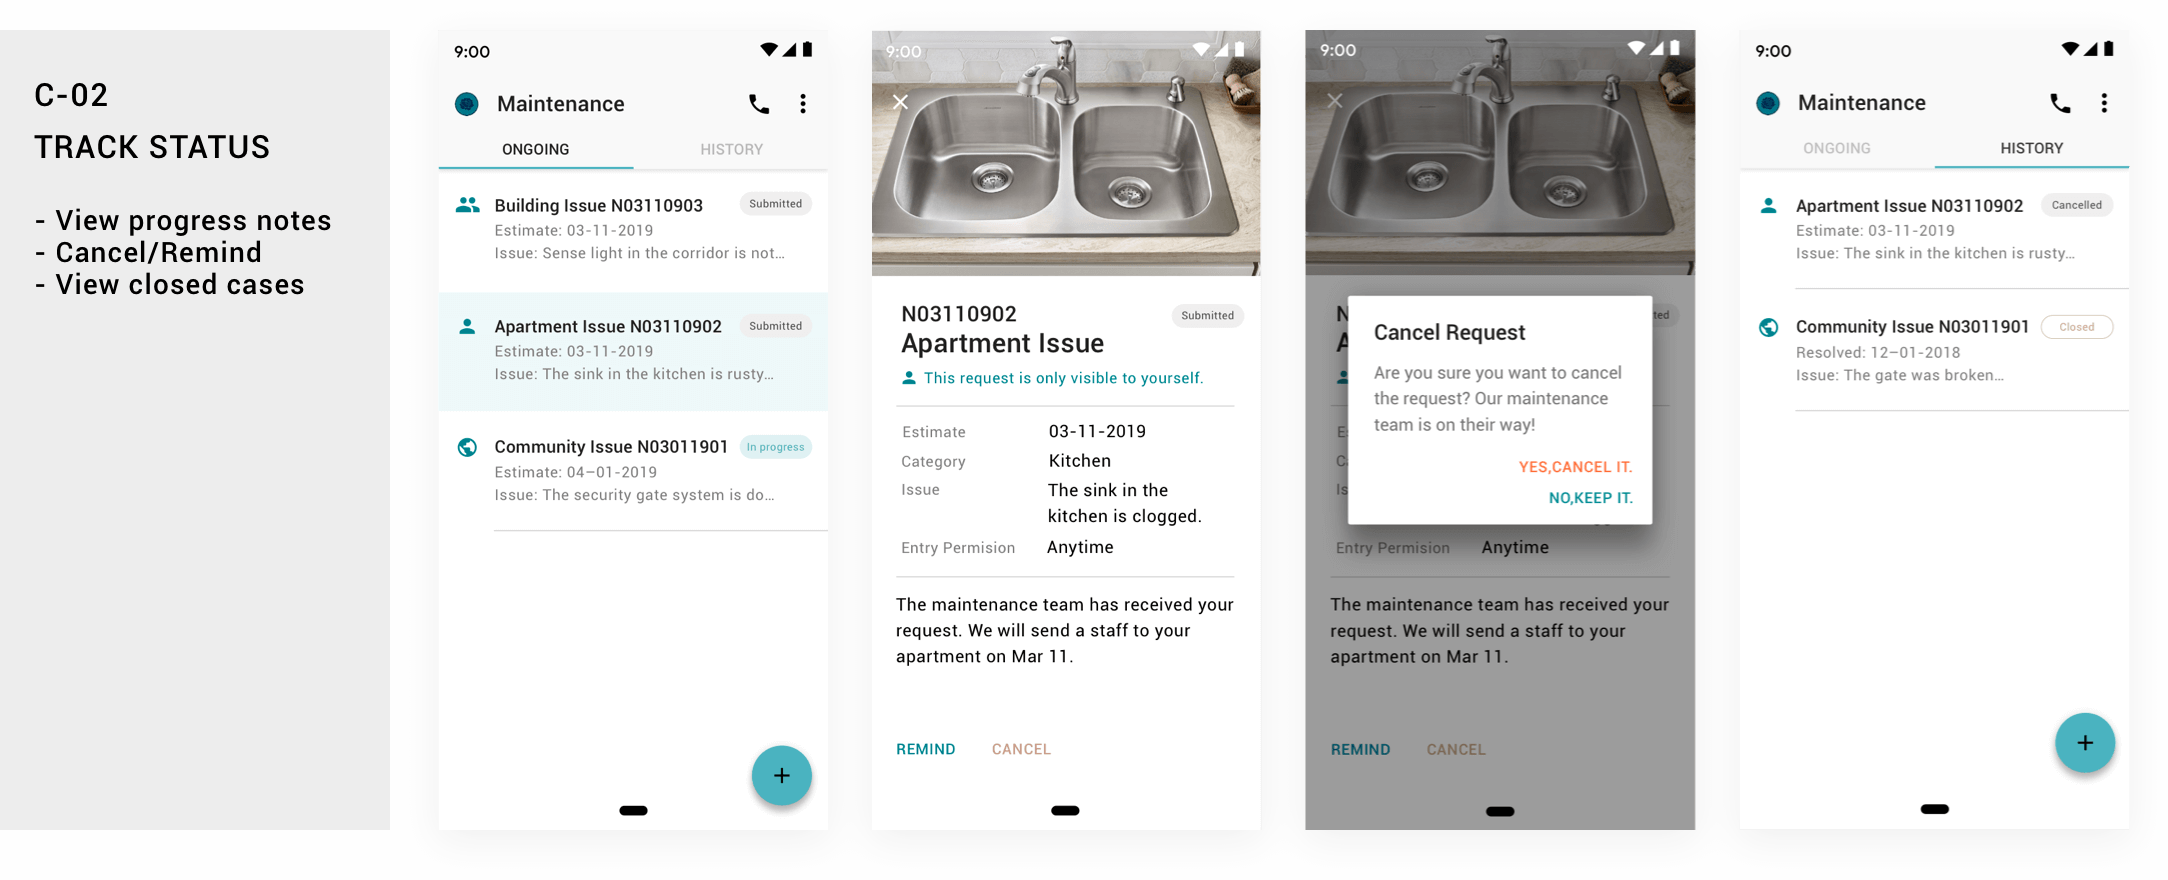 C-02
TRACK STATUS
- View progress notes
- Cancel/Remind
- View closed cases
9:00
Maintenance
ONGOING HISTORY
Building Issue N03110903 Submitted
Estimate: 03-11-2019
Issue: Sense light in the corridor is not...
Apartment Issue N03110902 Submitted
Estimate: 03-11-2019
Issue: The sink in the kitchen is rusty...
Community Issue N03011901 In progress
Estimate: 04–01-2019
Issue: The security gate system is do...
+
9:00
N03110902 Submitted
Apartment Issue
This request is only visible to yourself.
Estimate 03-11-2019
Category Kitchen
Issue The sink in the
kitchen is clogged.
Entry Permision Anytime
The maintenance team has received your
request. We will send a staff to your
apartment on Mar 11.
REMIND CANCEL
9:00
Cancel Request
Are you sure you want to cancel
the request? Our maintenance
team is on their way!
YES,CANCEL IT.
NO,KEEP IT.
Entry Permision Anytime
The maintenance team has received your
request. We will send a staff to your
apartment on Mar 11.
REMIND CANCEL
9:00
Maintenance
ONGOING HISTORY
Apartment Issue N03110902 Cancelled
Estimate: 03-11-2019
Issue: The sink in the kitchen is rusty...
Community Issue N03011901 Closed
Resolved: 12–01-2018
Issue: The gate was broken...
+